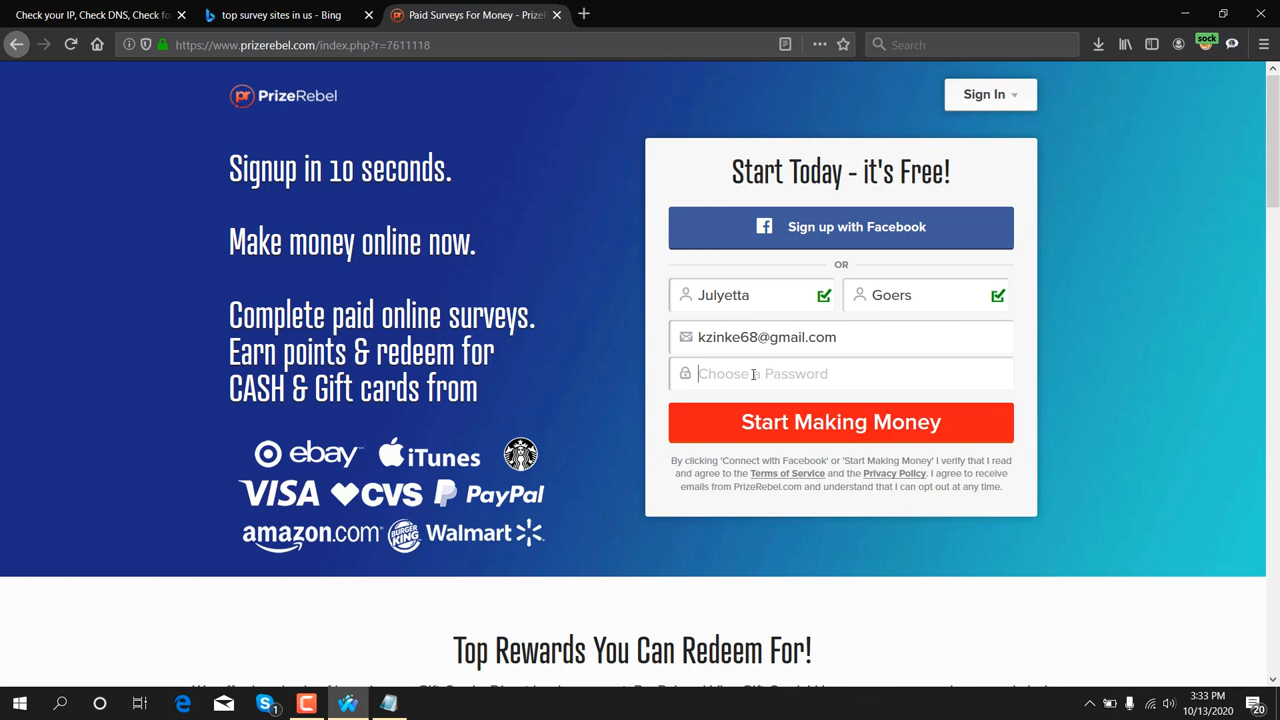 Check your IP, Check DNS, Check fo
top survey sites in us - Bing
Paid Surveys For Money - Prize
https://www.prizerebel.com/index.php?r=7611118
Search
sock
pr PrizeRebel
Sign In
Signup in 10 seconds.
Make money online now.
Complete paid online surveys.
Earn points & redeem for
CASH & Gift cards from
ebay iTunes
VISA CVS PayPal
amazon.com BURGER KING Walmart
Start Today - it's Free!
Sign up with Facebook
OR
Julyetta
Goers
kzinke68@gmail.com
Choose a Password
Start Making Money
By clicking 'Connect with Facebook' or 'Start Making Money' I verify that I read
and agree to the Terms of Service and the Privacy Policy. I agree to receive
emails from PrizeRebel.com and understand that I can opt out at any time.
Top Rewards You Can Redeem For!
1
3:33 PM
10/13/2020
20